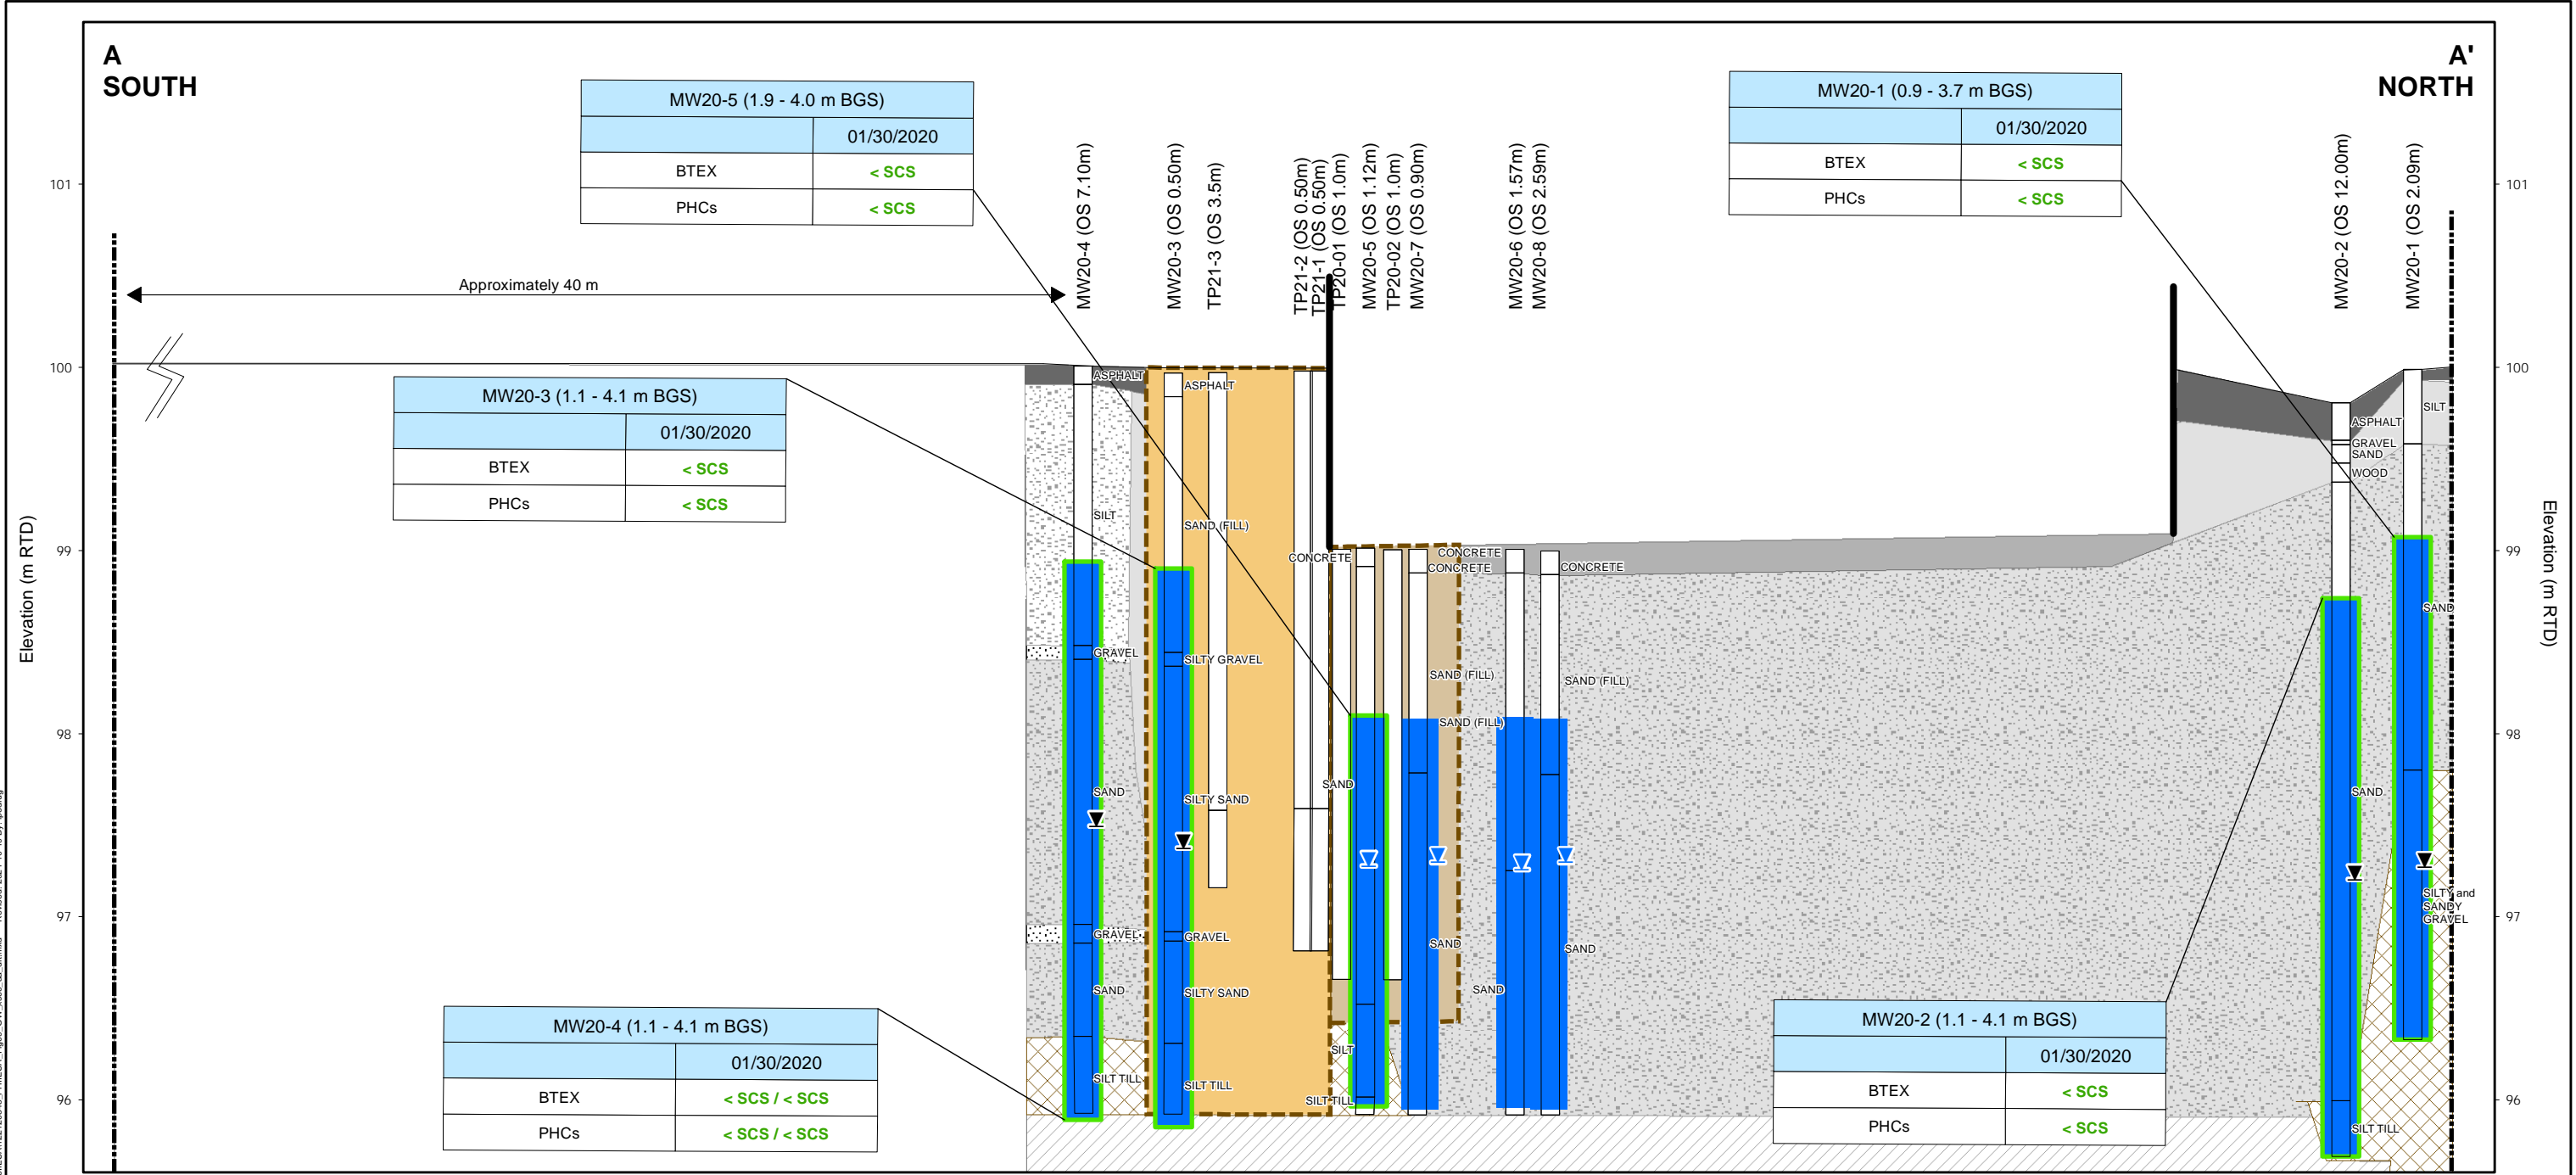 A
SOUTH
A'
NORTH
MW20-5 (1.9 - 4.0 m BGS)
01/30/2020
BTEX < SCS
PHCs < SCS
MW20-1 (0.9 - 3.7 m BGS)
01/30/2020
BTEX < SCS
PHCs < SCS
MW20-4 (OS 7.10m)
MW20-3 (OS 0.50m)
TP21-3 (OS 3.5m)
TP21-2 (OS 0.50m)
TP21-1 (OS 0.50m)
TP20-01 (OS 1.0m)
MW20-5 (OS 1.12m)
TP20-02 (OS 1.0m)
MW20-7 (OS 0.90m)
MW20-6 (OS 1.57m)
MW20-8 (OS 2.59m)
MW20-2 (OS 12.00m)
MW20-1 (OS 2.09m)
101
100
99
98
97
96
Elevation (m RTD)
Approximately 40 m
MW20-3 (1.1 - 4.1 m BGS)
01/30/2020
BTEX < SCS
PHCs < SCS
MW20-4 (1.1 - 4.1 m BGS)
01/30/2020
BTEX < SCS / < SCS
PHCs < SCS / < SCS
ASPHALT
SILT
GRAVEL
SAND
GRAVEL
SAND
SILT TILL
ASPHALT
SAND (FILL)
SILTY GRAVEL
SILTY SAND
GRAVEL
SILTY SAND
SILT TILL
CONCRETE
SAND
SILT
SILT TILL
CONCRETE
CONCRETE
SAND (FILL)
SAND (FILL)
SAND
SAND
CONCRETE
SAND (FILL)
SAND
MW20-2 (1.1 - 4.1 m BGS)
01/30/2020
BTEX < SCS
PHCs < SCS
ASPHALT
GRAVEL
SAND
WOOD
SAND
SILT TILL
SILT
SAND
SILTY and
SANDY
GRAVEL
101
100
99
98
97
96
Elevation (m RTD)